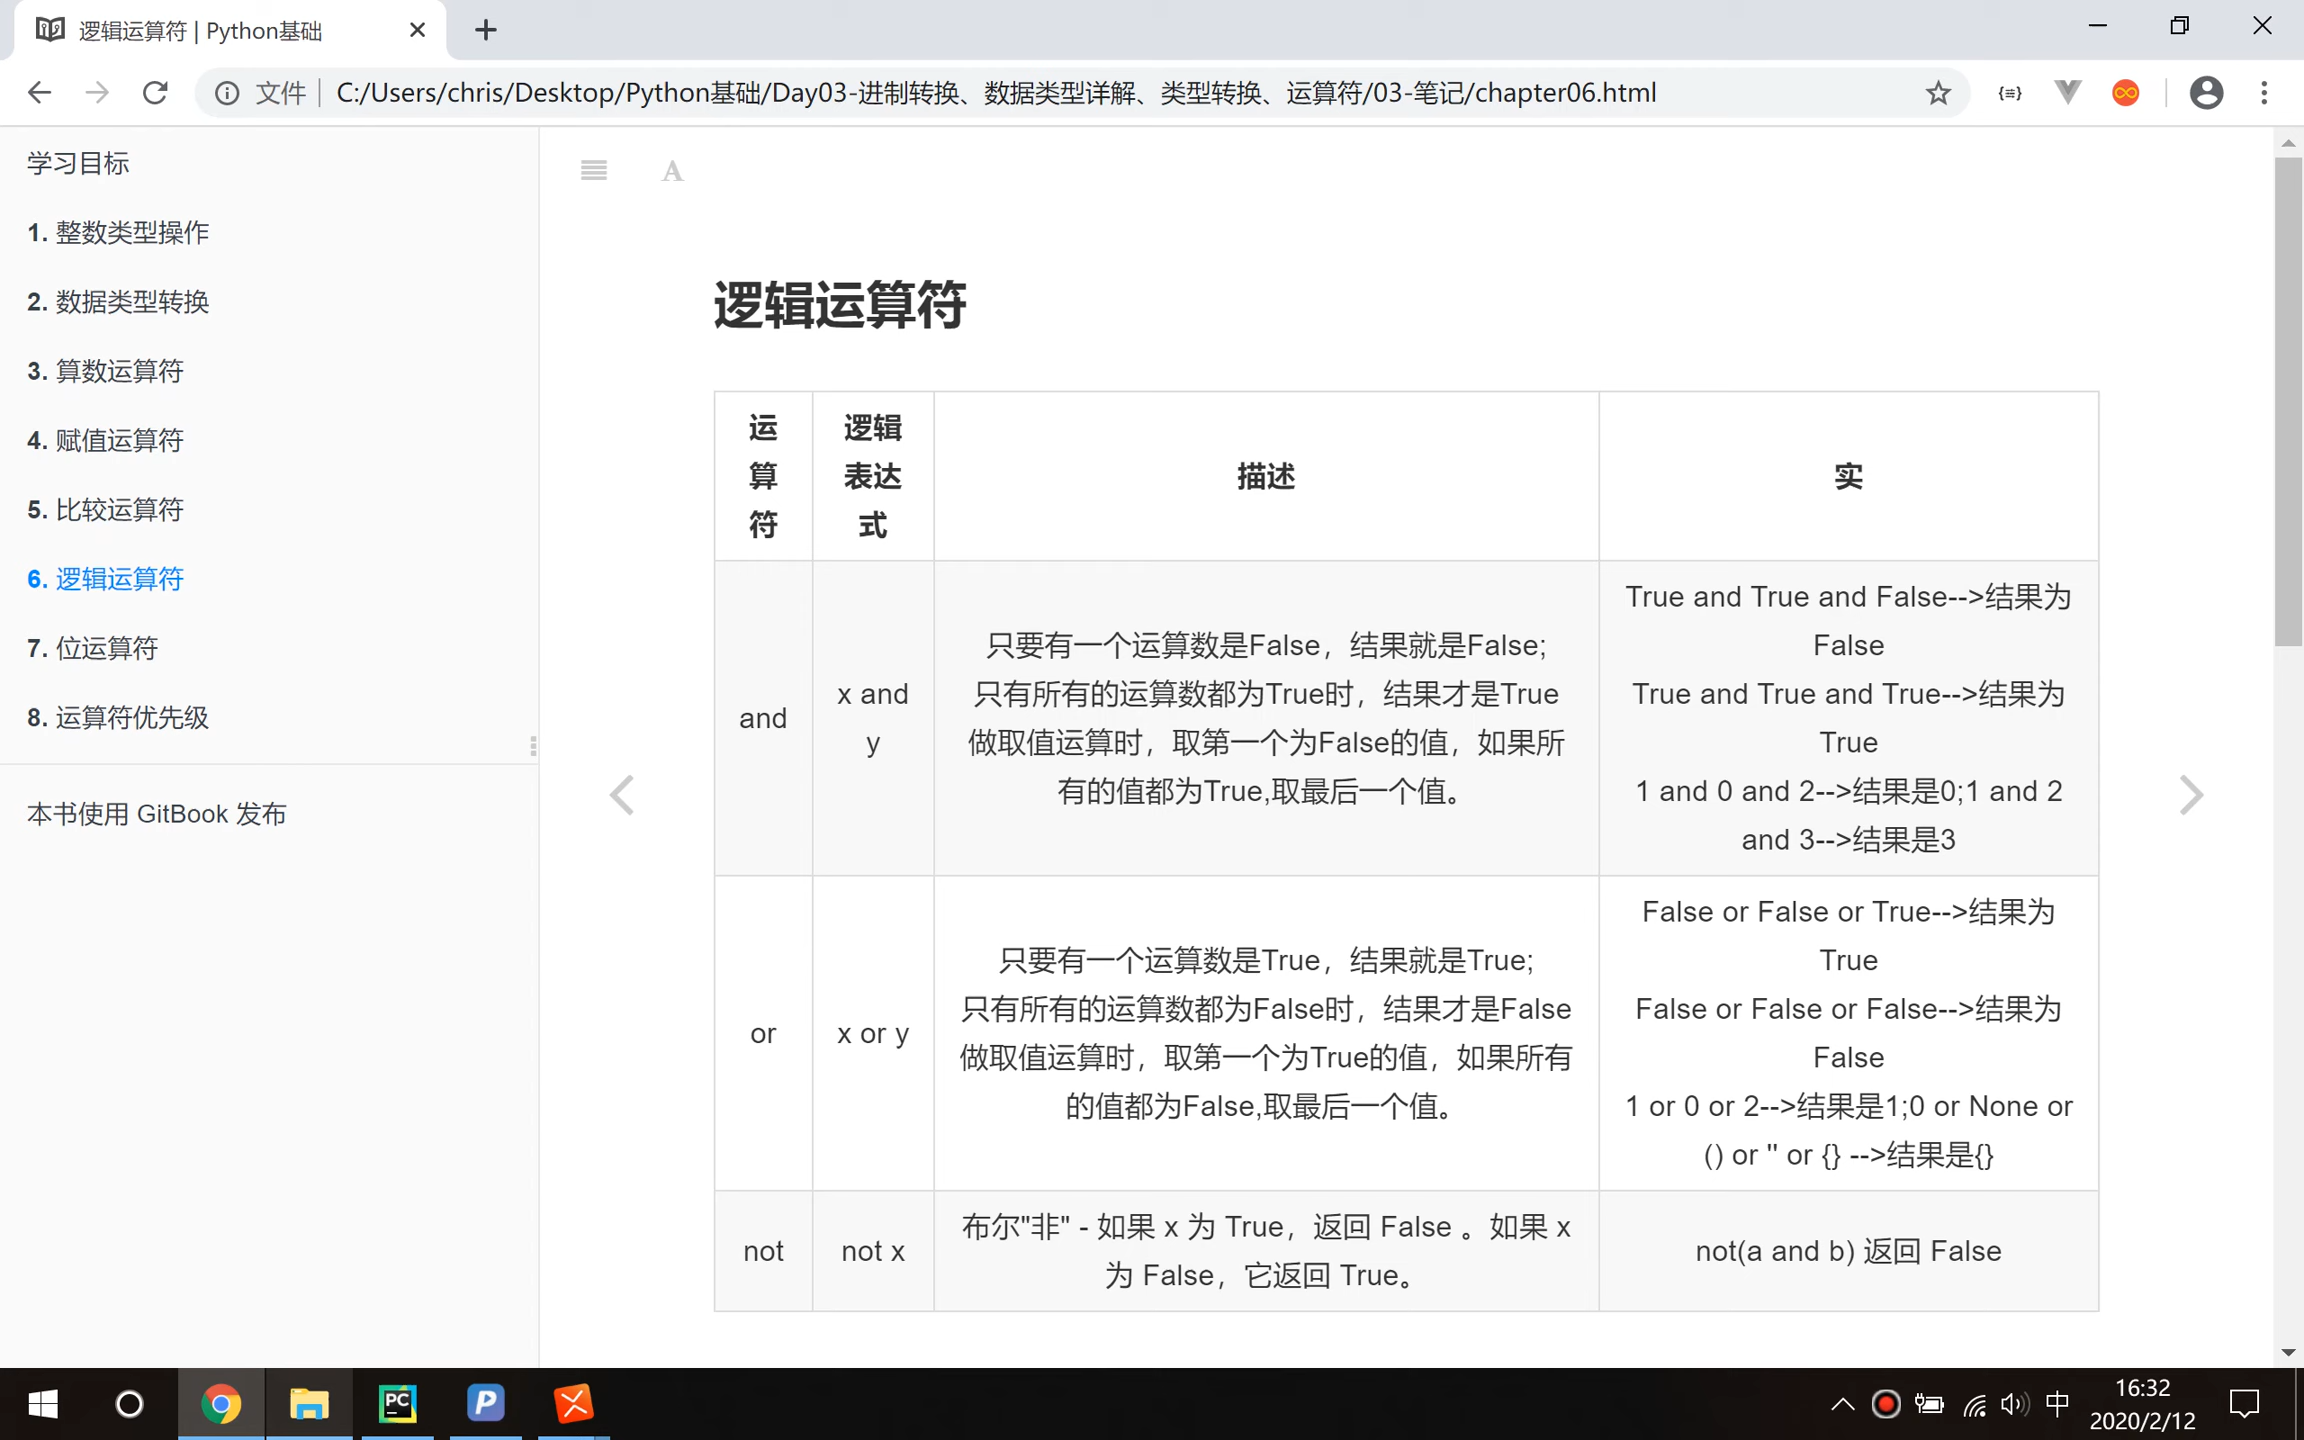 逻辑运算符 | Python基础
文件
C:/Users/chris/Desktop/Python基础/Day03-进制转换、数据类型详解、类型转换、运算符/03-笔记/chapter06.html
学习目标
1. 整数类型操作
2. 数据类型转换
3. 算数运算符
4. 赋值运算符
5. 比较运算符
6. 逻辑运算符
7. 位运算符
8. 运算符优先级
本书使用 GitBook 发布
A
逻辑运算符
运
算
符
逻辑
表达
式
描述
实
and
x and
y
只要有一个运算数是False，结果就是False;
只有所有的运算数都为True时，结果才是True
做取值运算时，取第一个为False的值，如果所
有的值都为True,取最后一个值。
True and True and False-->结果为
False
True and True and True-->结果为
True
1 and 0 and 2-->结果是0;1 and 2
and 3-->结果是3
or
x or y
只要有一个运算数是True，结果就是True;
只有所有的运算数都为False时，结果才是False
做取值运算时，取第一个为True的值，如果所有
的值都为False,取最后一个值。
False or False or True-->结果为
True
False or False or False-->结果为
False
1 or 0 or 2-->结果是1;0 or None or
() or '' or {} -->结果是{}
not
not x
布尔"非" - 如果 x 为 True，返回 False 。如果 x
为 False，它返回 True。
not(a and b) 返回 False
PC
P
中
16:32
2020/2/12